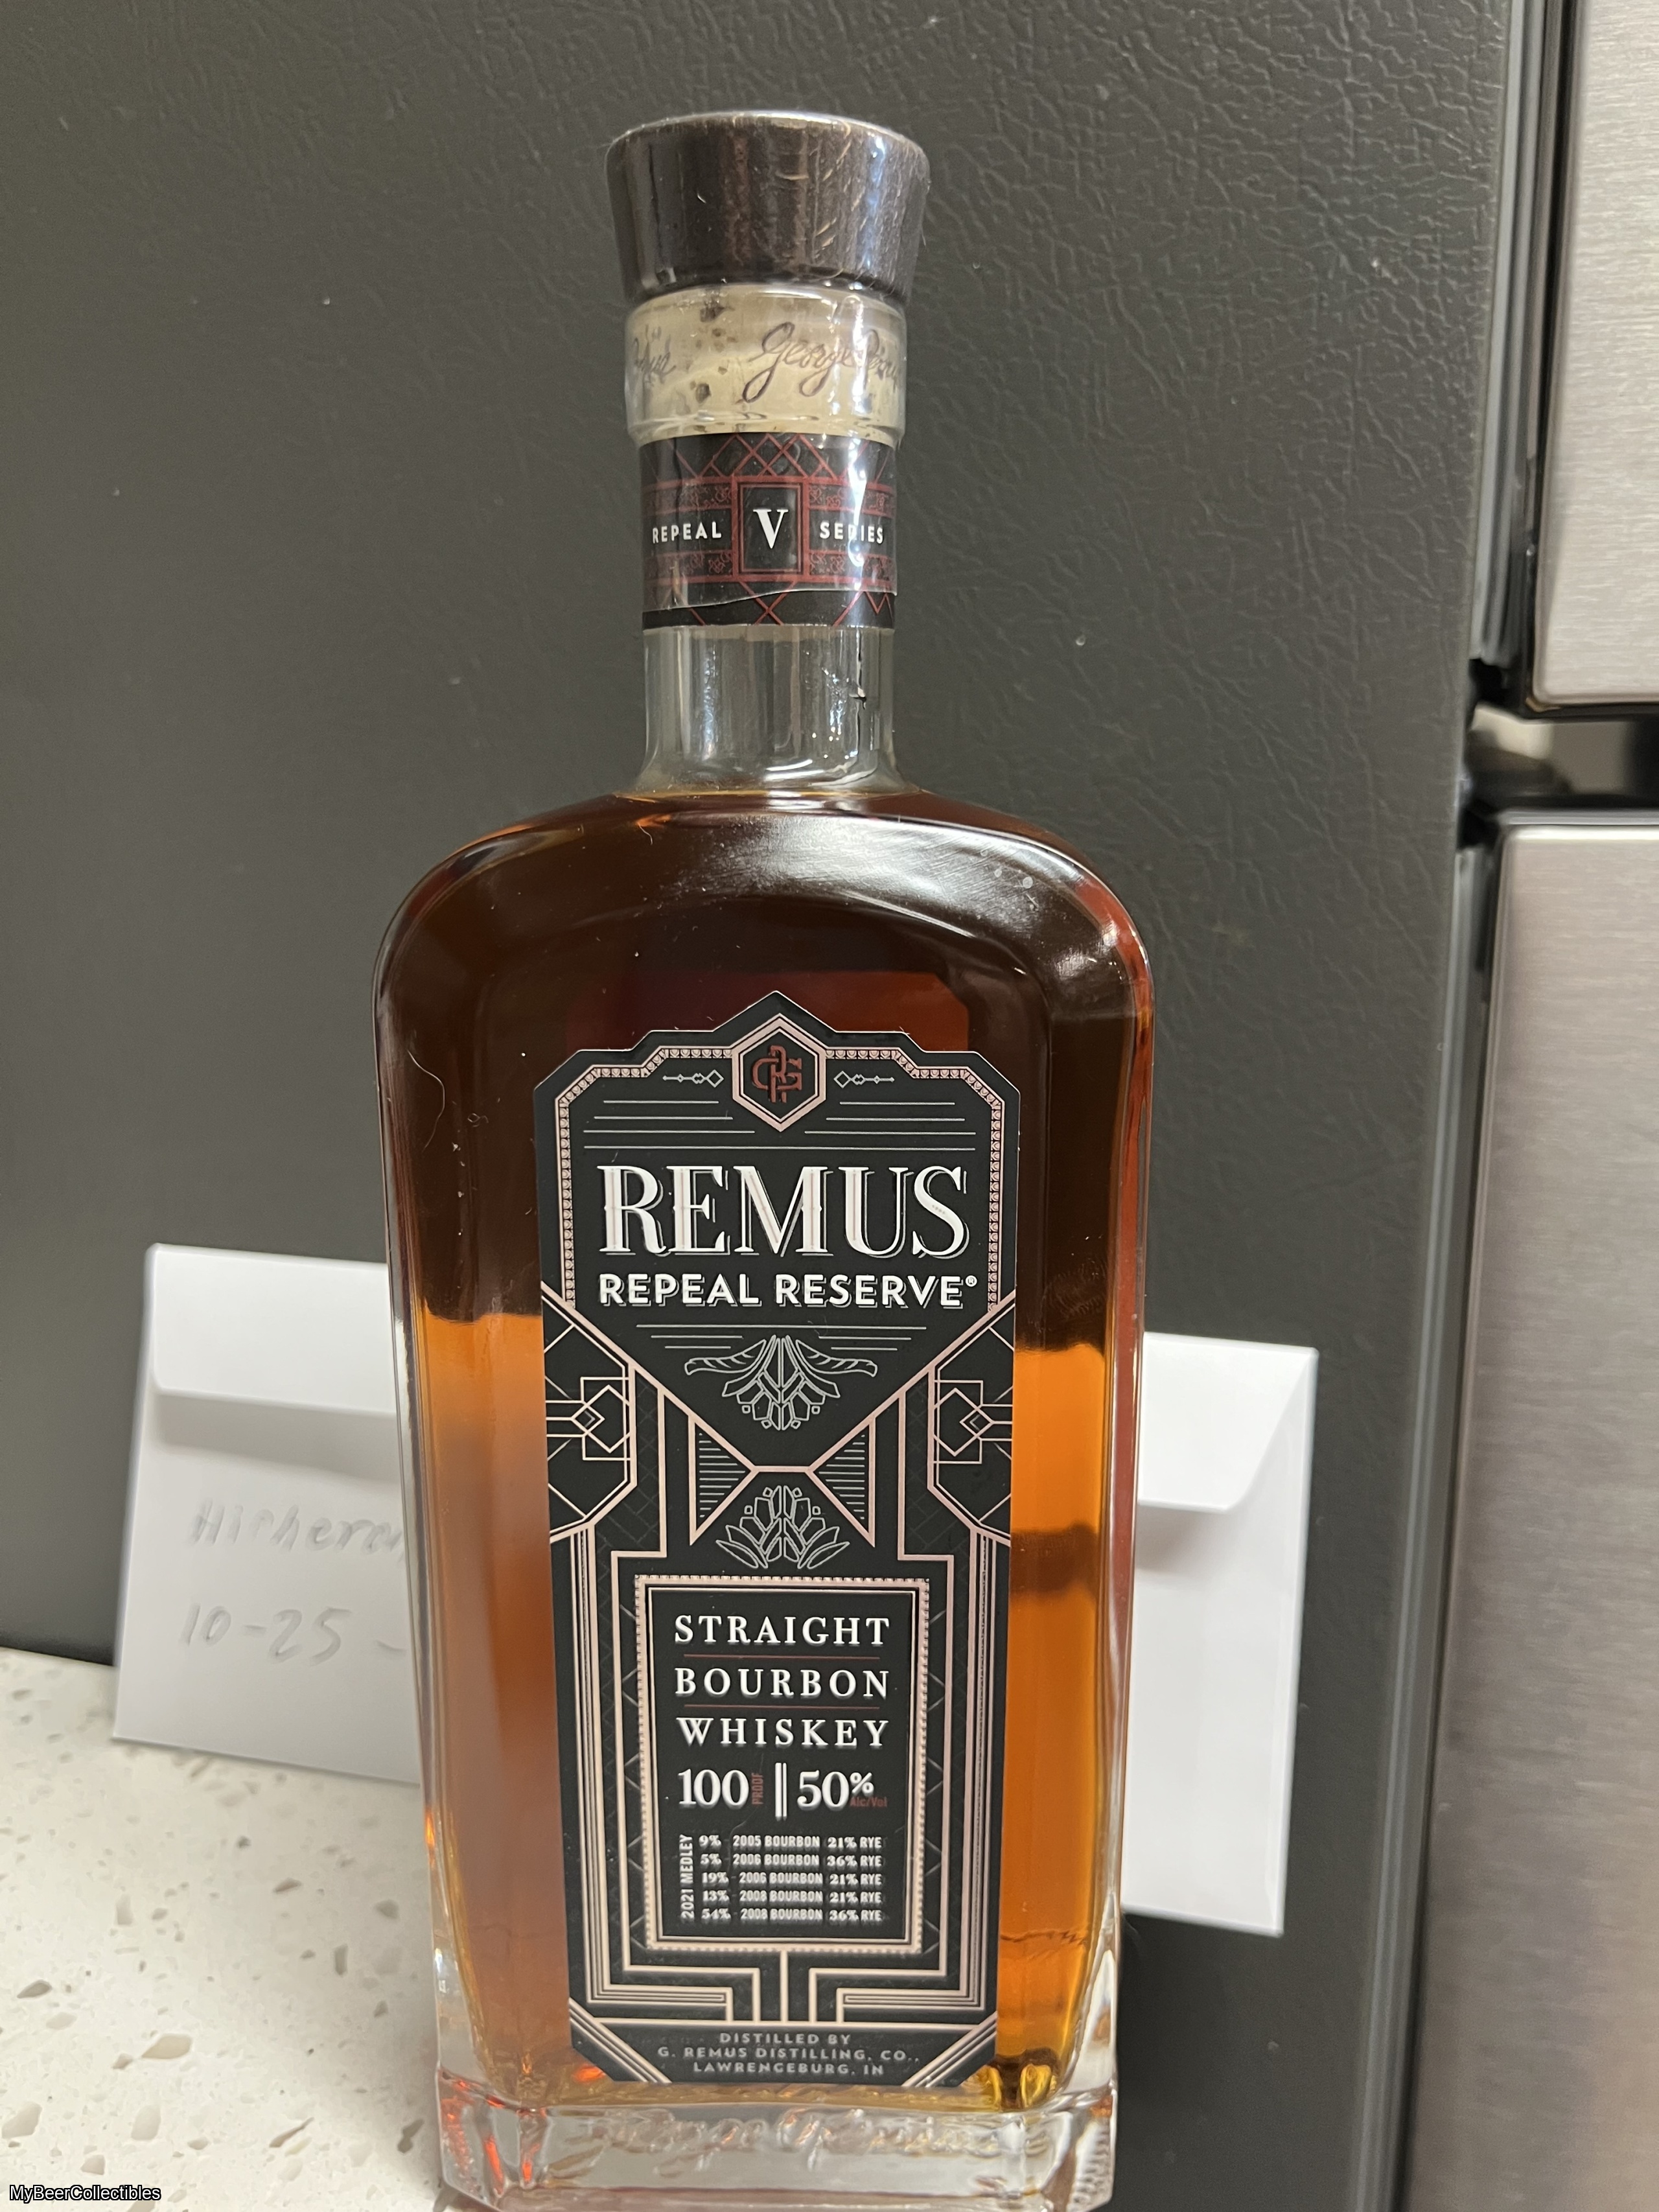 George
REPEAL V SERIES
REMUS
REPEAL RESERVE®
STRAIGHT
BOURBON
WHISKEY
100 PROOF 50% Alc/Vol
2021 MEDLEY
9% 2005 BOURBON 21% RYE
5% 2006 BOURBON 36% RYE
19% 2006 BOURBON 21% RYE
13% 2008 BOURBON 21% RYE
54% 2008 BOURBON 36% RYE
DISTILLED BY
G. REMUS DISTILLING, CO.,
LAWRENCEBURG, IN
10-25-
MyBeerCollectibles